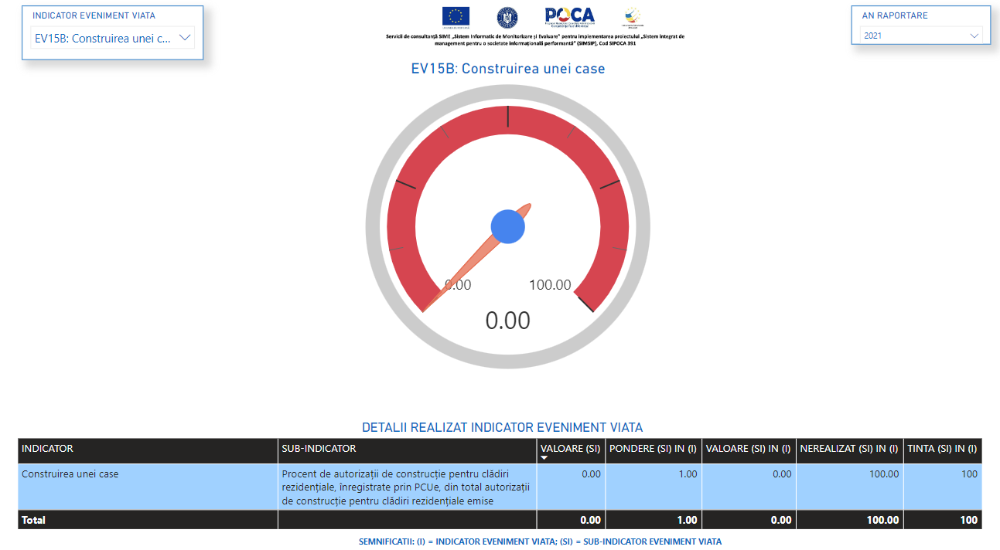 INDICATOR EVENIMENT VIATA
EV15B: Construirea unei c...
POCA
Servicii de consultanță SIME „Sistem Informatic de Monitorizare și Evaluare” pentru implementarea proiectului „Sistem integrat de
management pentru o societate informațională performantă” (SIMSIP), Cod SIPOCA 391
AN RAPORTARE
2021
EV15B: Construirea unei case
0.00
100.00
0.00
DETALII REALIZAT INDICATOR EVENIMENT VIATA
INDICATOR SUB-INDICATOR VALOARE (SI) PONDERE (SI) IN (I) VALOARE (SI) IN (I) NEREALIZAT (SI) IN (I) TINTA (SI) IN (I)
Construirea unei case Procent de autorizații de construcție pentru clădiri 0.00 1.00 0.00 100.00 100
rezidențiale, înregistrate prin PCUe, din total autorizații
de construcție pentru clădiri rezidențiale emise
Total 0.00 1.00 0.00 100.00 100
SEMNIFICATII: (I) = INDICATOR EVENIMENT VIATA; (SI) = SUB-INDICATOR EVENIMENT VIATA